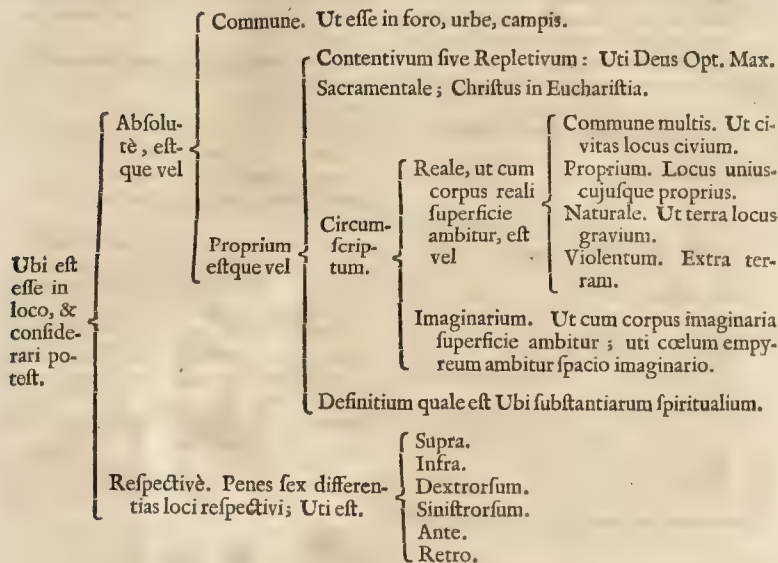 Ubi eſt
eſſe in
loco, &
conſide-
rari po-
teſt.
Abſolu-
tè, eſt-
que vel
Commune. Ut eſſe in foro, urbe, campis.
Proprium
eſtque vel
Contentivum ſive Repletivum: Uti Deus Opt. Max.
Sacramentale; Chriſtus in Euchariſtia.
Circum-
ſcrip-
tum.
Reale, ut cum
corpus reali
ſuperficie
ambitur, eſt
vel
Commune multis. Ut ci-
vitas locus civium.
Proprium. Locus unius-
cujuſque proprius.
Naturale. Ut terra locus
gravium.
Violentum. Extra ter-
ram.
Imaginarium. Ut cum corpus imaginaria
ſuperficie ambitur; uti cœlum empy-
reum ambitur ſpacio imaginario.
Definitium quale eſt Ubi ſubſtantiarum ſpiritualium.
Reſpectivè. Penes ſex differen-
tias loci reſpectivi; Uti eſt.
Supra.
Infra.
Dextrorſum.
Siniſtrorſum.
Ante.
Retro.